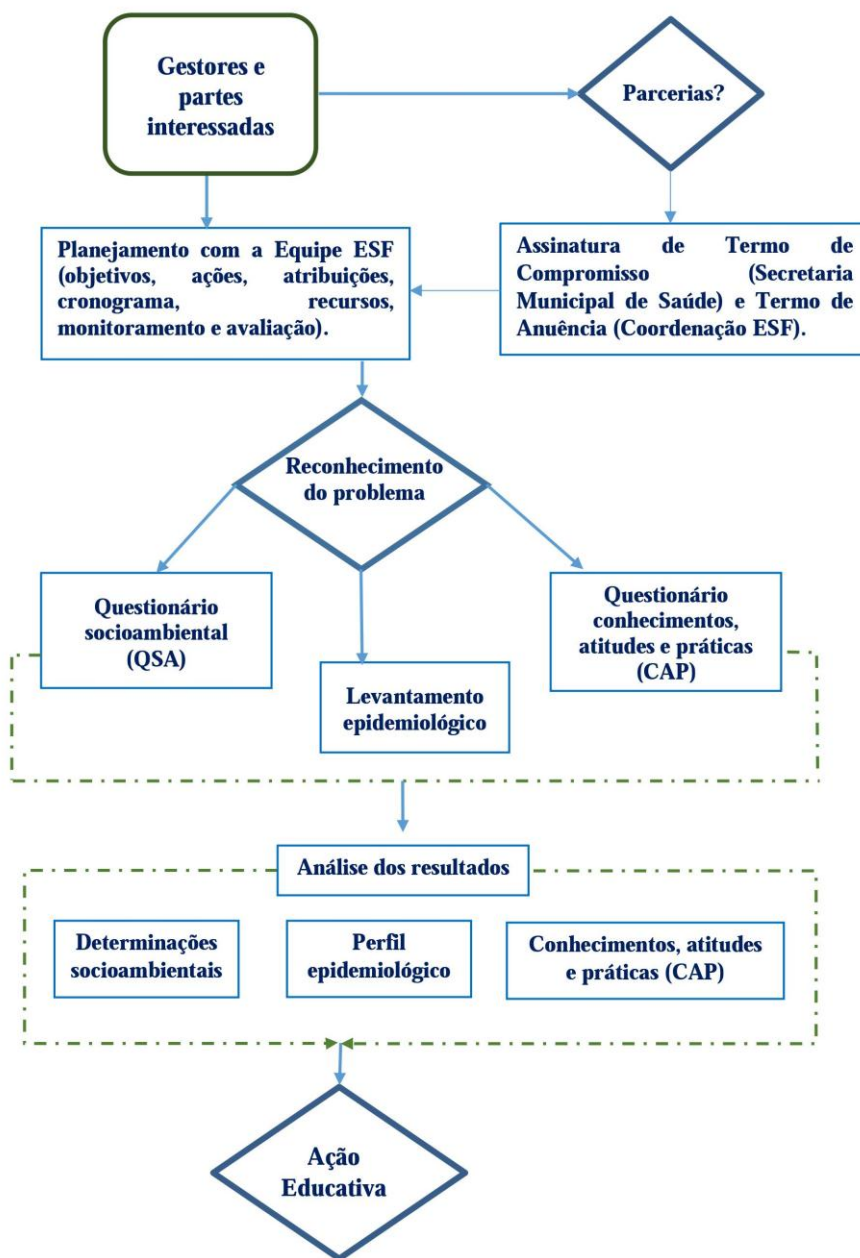 Gestores e
partes
interessadas
Parcerias?
Planejamento com a Equipe ESF
(objetivos, ações, atribuições,
cronograma, recursos,
monitoramento e avaliação).
Assinatura de Termo de
Compromisso (Secretaria
Municipal de Saúde) e Termo de
Anuência (Coordenação ESF).
Reconhecimento
do problema
Questionário
socioambiental
(QSA)
Levantamento
epidemiológico
Questionário
conhecimentos,
atitudes e práticas
(CAP)
Análise dos resultados
Determinações
socioambientais
Perfil
epidemiológico
Conhecimentos, atitudes
e práticas (CAP)
Ação
Educativa